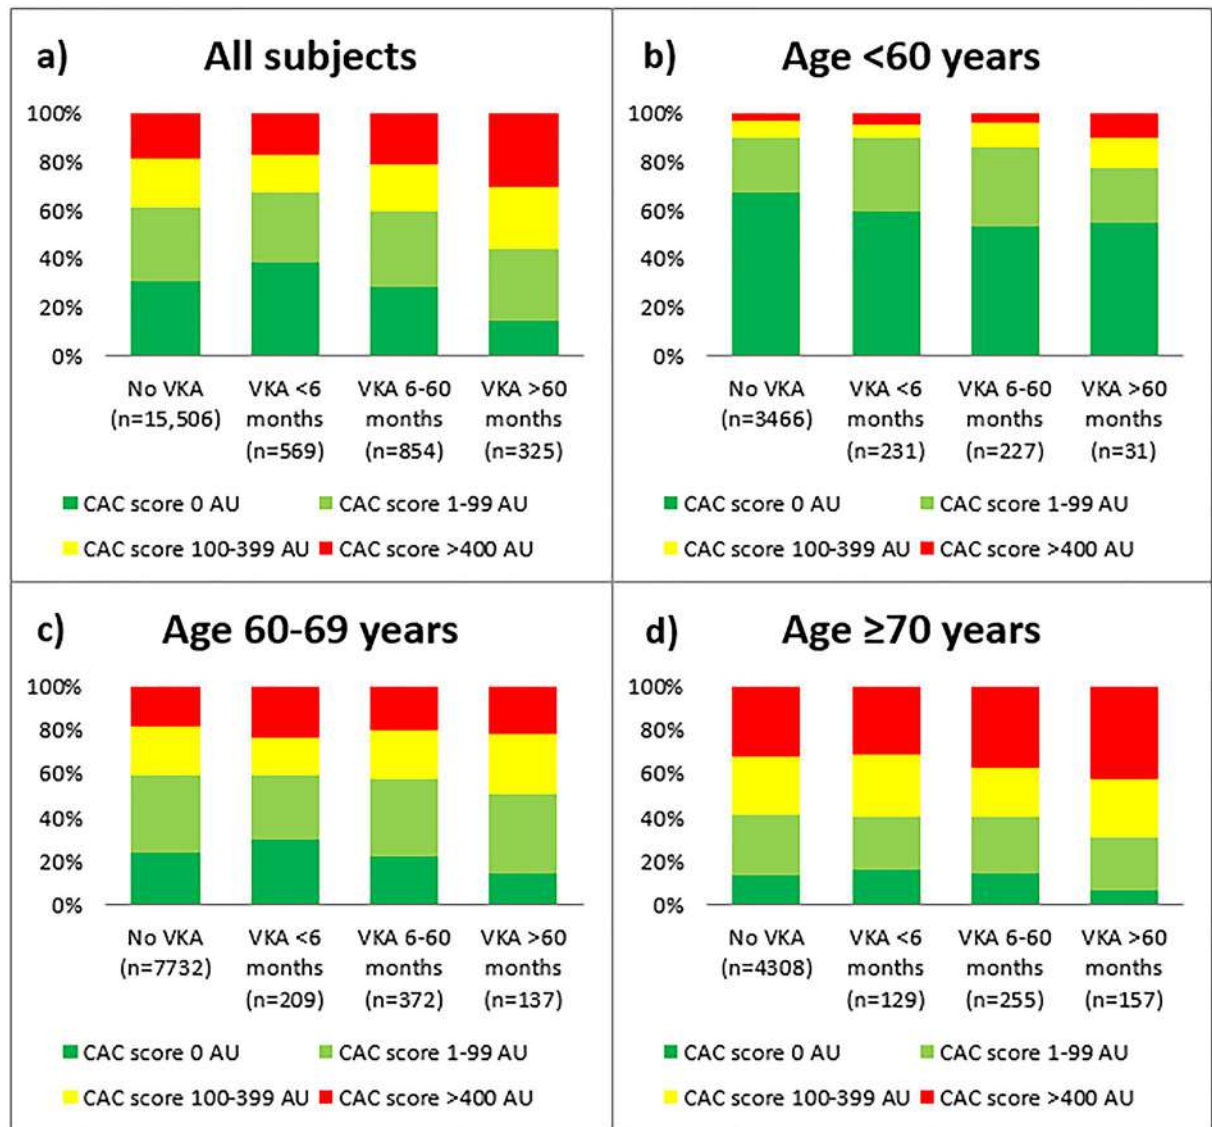 a) All subjects
100%
80%
60%
40%
20%
0%
No VKA
(n=15,506)
VKA <6
months
(n=569)
VKA 6-60
months
(n=854)
VKA >60
months
(n=325)
CAC score 0 AU
CAC score 1-99 AU
CAC score 100-399 AU
CAC score >400 AU
b) Age <60 years
100%
80%
60%
40%
20%
0%
No VKA
(n=3466)
VKA <6
months
(n=231)
VKA 6-60
months
(n=227)
VKA >60
months
(n=31)
CAC score 0 AU
CAC score 1-99 AU
CAC score 100-399 AU
CAC score >400 AU
c) Age 60-69 years
100%
80%
60%
40%
20%
0%
No VKA
(n=7732)
VKA <6
months
(n=209)
VKA 6-60
months
(n=372)
VKA >60
months
(n=137)
CAC score 0 AU
CAC score 1-99 AU
CAC score 100-399 AU
CAC score >400 AU
d) Age ≥70 years
100%
80%
60%
40%
20%
0%
No VKA
(n=4308)
VKA <6
months
(n=129)
VKA 6-60
months
(n=255)
VKA >60
months
(n=157)
CAC score 0 AU
CAC score 1-99 AU
CAC score 100-399 AU
CAC score >400 AU